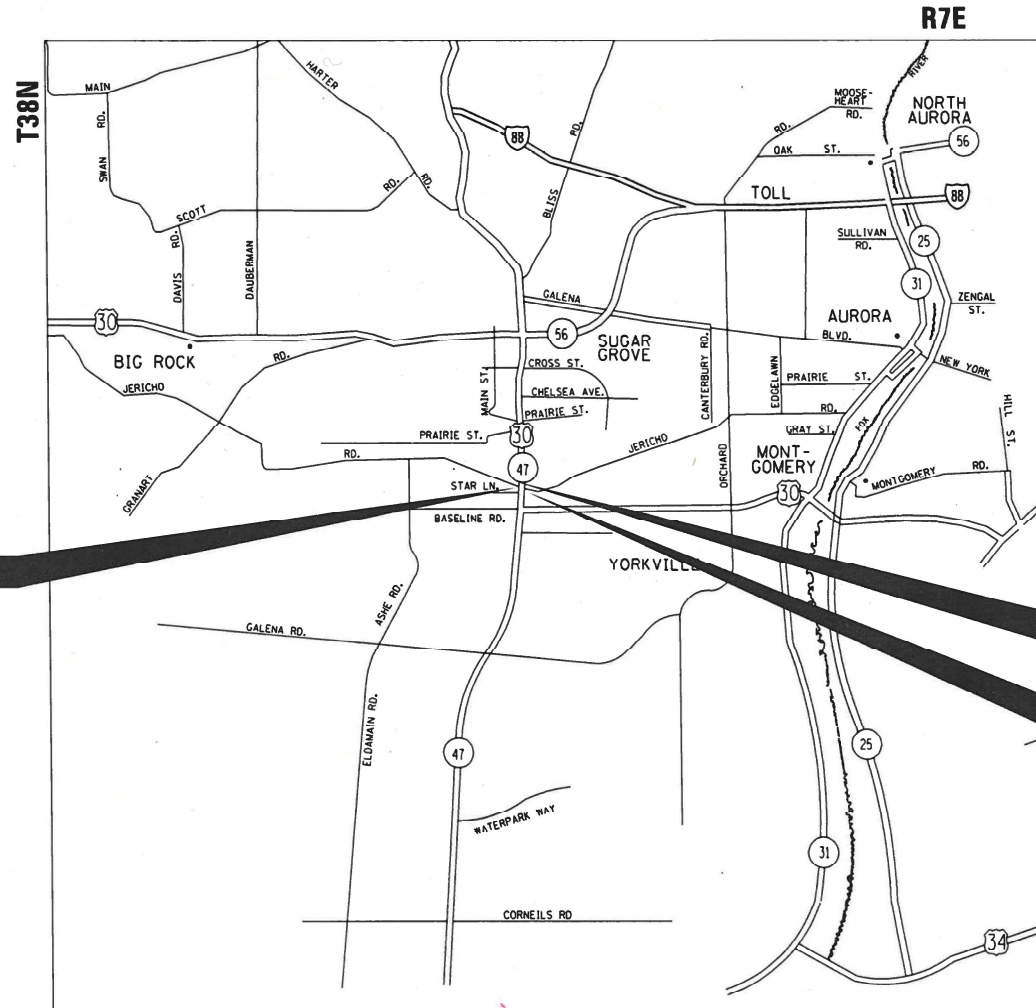 R7E
T38N
MAIN
RD.
SWAN
HARTER
RD.
RIVER
MOOSE-
HEART
RD.
NORTH
AURORA
56
88
RD.
BLISS
RD.
OAK ST.
TOLL
88
RD.
SCOTT
RD.
DAVIS
DAUBERMAN
SULLIVAN
RD.
25
31
GALENA
BLVD.
ZENGAL
ST.
30
56
AURORA
SUGAR
GROVE
BIG ROCK
RD.
JERICHO
CROSS ST.
MAIN ST.
CHELSEA AVE.
PRAIRIE ST.
CANTERBURY RD.
EDGELAWN
PRAIRIE ST.
NEW YORK
HILL ST.
RD.
GRAY ST.
FOX
30
PRAIRIE ST.
JERICHO
RD.
47
ORCHARD
MONT-
GOMERY
30
MONTGOMERY RD.
GRANART
STAR LN.
BASELINE RD.
YORKVILLE
ASHE RD.
GALENA RD.
ELDAMAIN RD.
47
25
WATERPARK WAY
31
CORNEILS RD
34